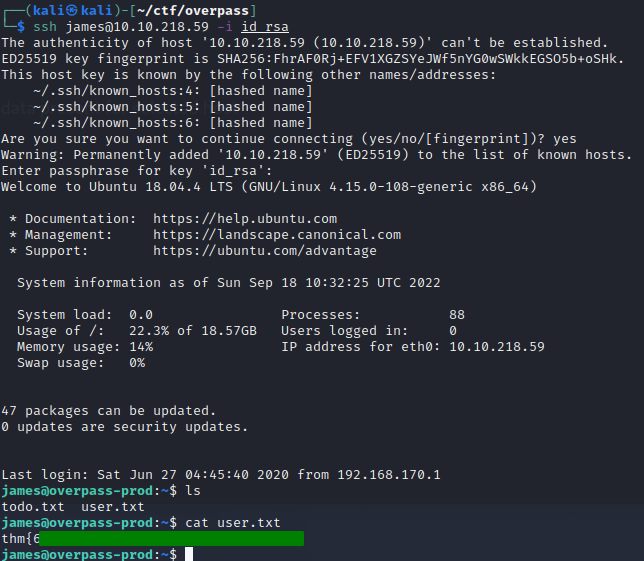 ┌──(kali㉿kali)-[~/ctf/overpass]
└─$ ssh james@10.10.218.59 -i id_rsa
The authenticity of host '10.10.218.59 (10.10.218.59)' can't be established.
ED25519 key fingerprint is SHA256:FhrAF0Rj+EFV1XGZSYeJWf5nYG0wSWkkEGSO5b+oSHk.
This host key is known by the following other names/addresses:
    ~/.ssh/known_hosts:4: [hashed name]
    ~/.ssh/known_hosts:5: [hashed name]
    ~/.ssh/known_hosts:6: [hashed name]
Are you sure you want to continue connecting (yes/no/[fingerprint])? yes
Warning: Permanently added '10.10.218.59' (ED25519) to the list of known hosts.
Enter passphrase for key 'id_rsa':
Welcome to Ubuntu 18.04.4 LTS (GNU/Linux 4.15.0-108-generic x86_64)

 * Documentation:  https://help.ubuntu.com
 * Management:     https://landscape.canonical.com
 * Support:        https://ubuntu.com/advantage

  System information as of Sun Sep 18 10:32:25 UTC 2022

  System load:  0.0                Processes:           88
  Usage of /:   22.3% of 18.57GB   Users logged in:     0
  Memory usage: 14%                IP address for eth0: 10.10.218.59
  Swap usage:   0%

47 packages can be updated.
0 updates are security updates.

Last login: Sat Jun 27 04:45:40 2020 from 192.168.170.1
james@overpass-prod:~$ ls
todo.txt  user.txt
james@overpass-prod:~$ cat user.txt
thm{6
james@overpass-prod:~$